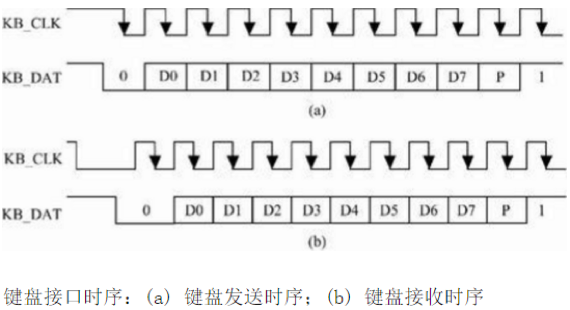 KB_CLK
KB_DAT 0 D0 D1 D2 D3 D4 D5 D6 D7 P 1
(a)
KB_CLK
KB_DAT 0 D0 D1 D2 D3 D4 D5 D6 D7 P 1
(b)
键盘接口时序：(a) 键盘发送时序；(b) 键盘接收时序